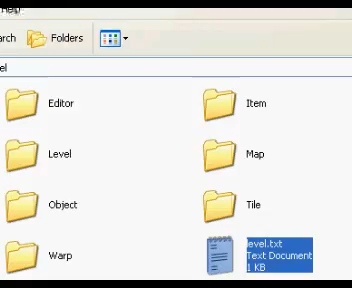 Help
arch
Folders
el
Editor
Item
Level
Map
Object
Tile
Warp
level.txt
Text Document
1 KB